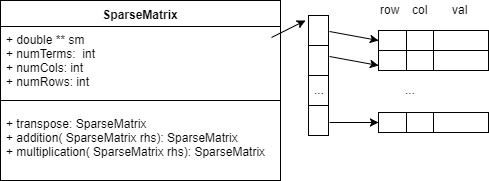 SparseMatrix
+ double ** sm
+ numTerms:  int
+ numCols: int
+ numRows: int
+ transpose: SparseMatrix
+ addition( SparseMatrix rhs): SparseMatrix
+ multiplication( SparseMatrix rhs): SparseMatrix
row col val
...
...